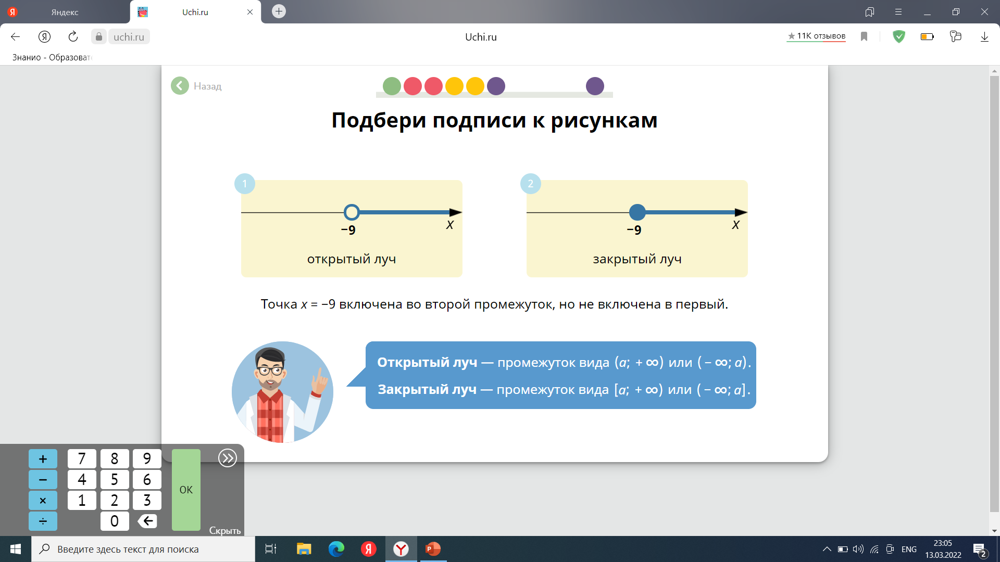 Яндекс
Uchi.ru
uchi.ru
Uchi.ru
★11К отзывов
Знанио - Образоват
Назад
Подбери подписи к рисункам
1
−9
x
открытый луч
2
−9
x
закрытый луч
Точка x = −9 включена во второй промежуток, но не включена в первый.
Открытый луч — промежуток вида (a; +∞) или (−∞; a).
Закрытый луч — промежуток вида [a; +∞) или (−∞; a].
+ 7 8 9
− 4 5 6
× 1 2 3
÷ 0
ОК
Скрыть
Введите здесь текст для поиска
ENG
23:05
13.03.2022
2